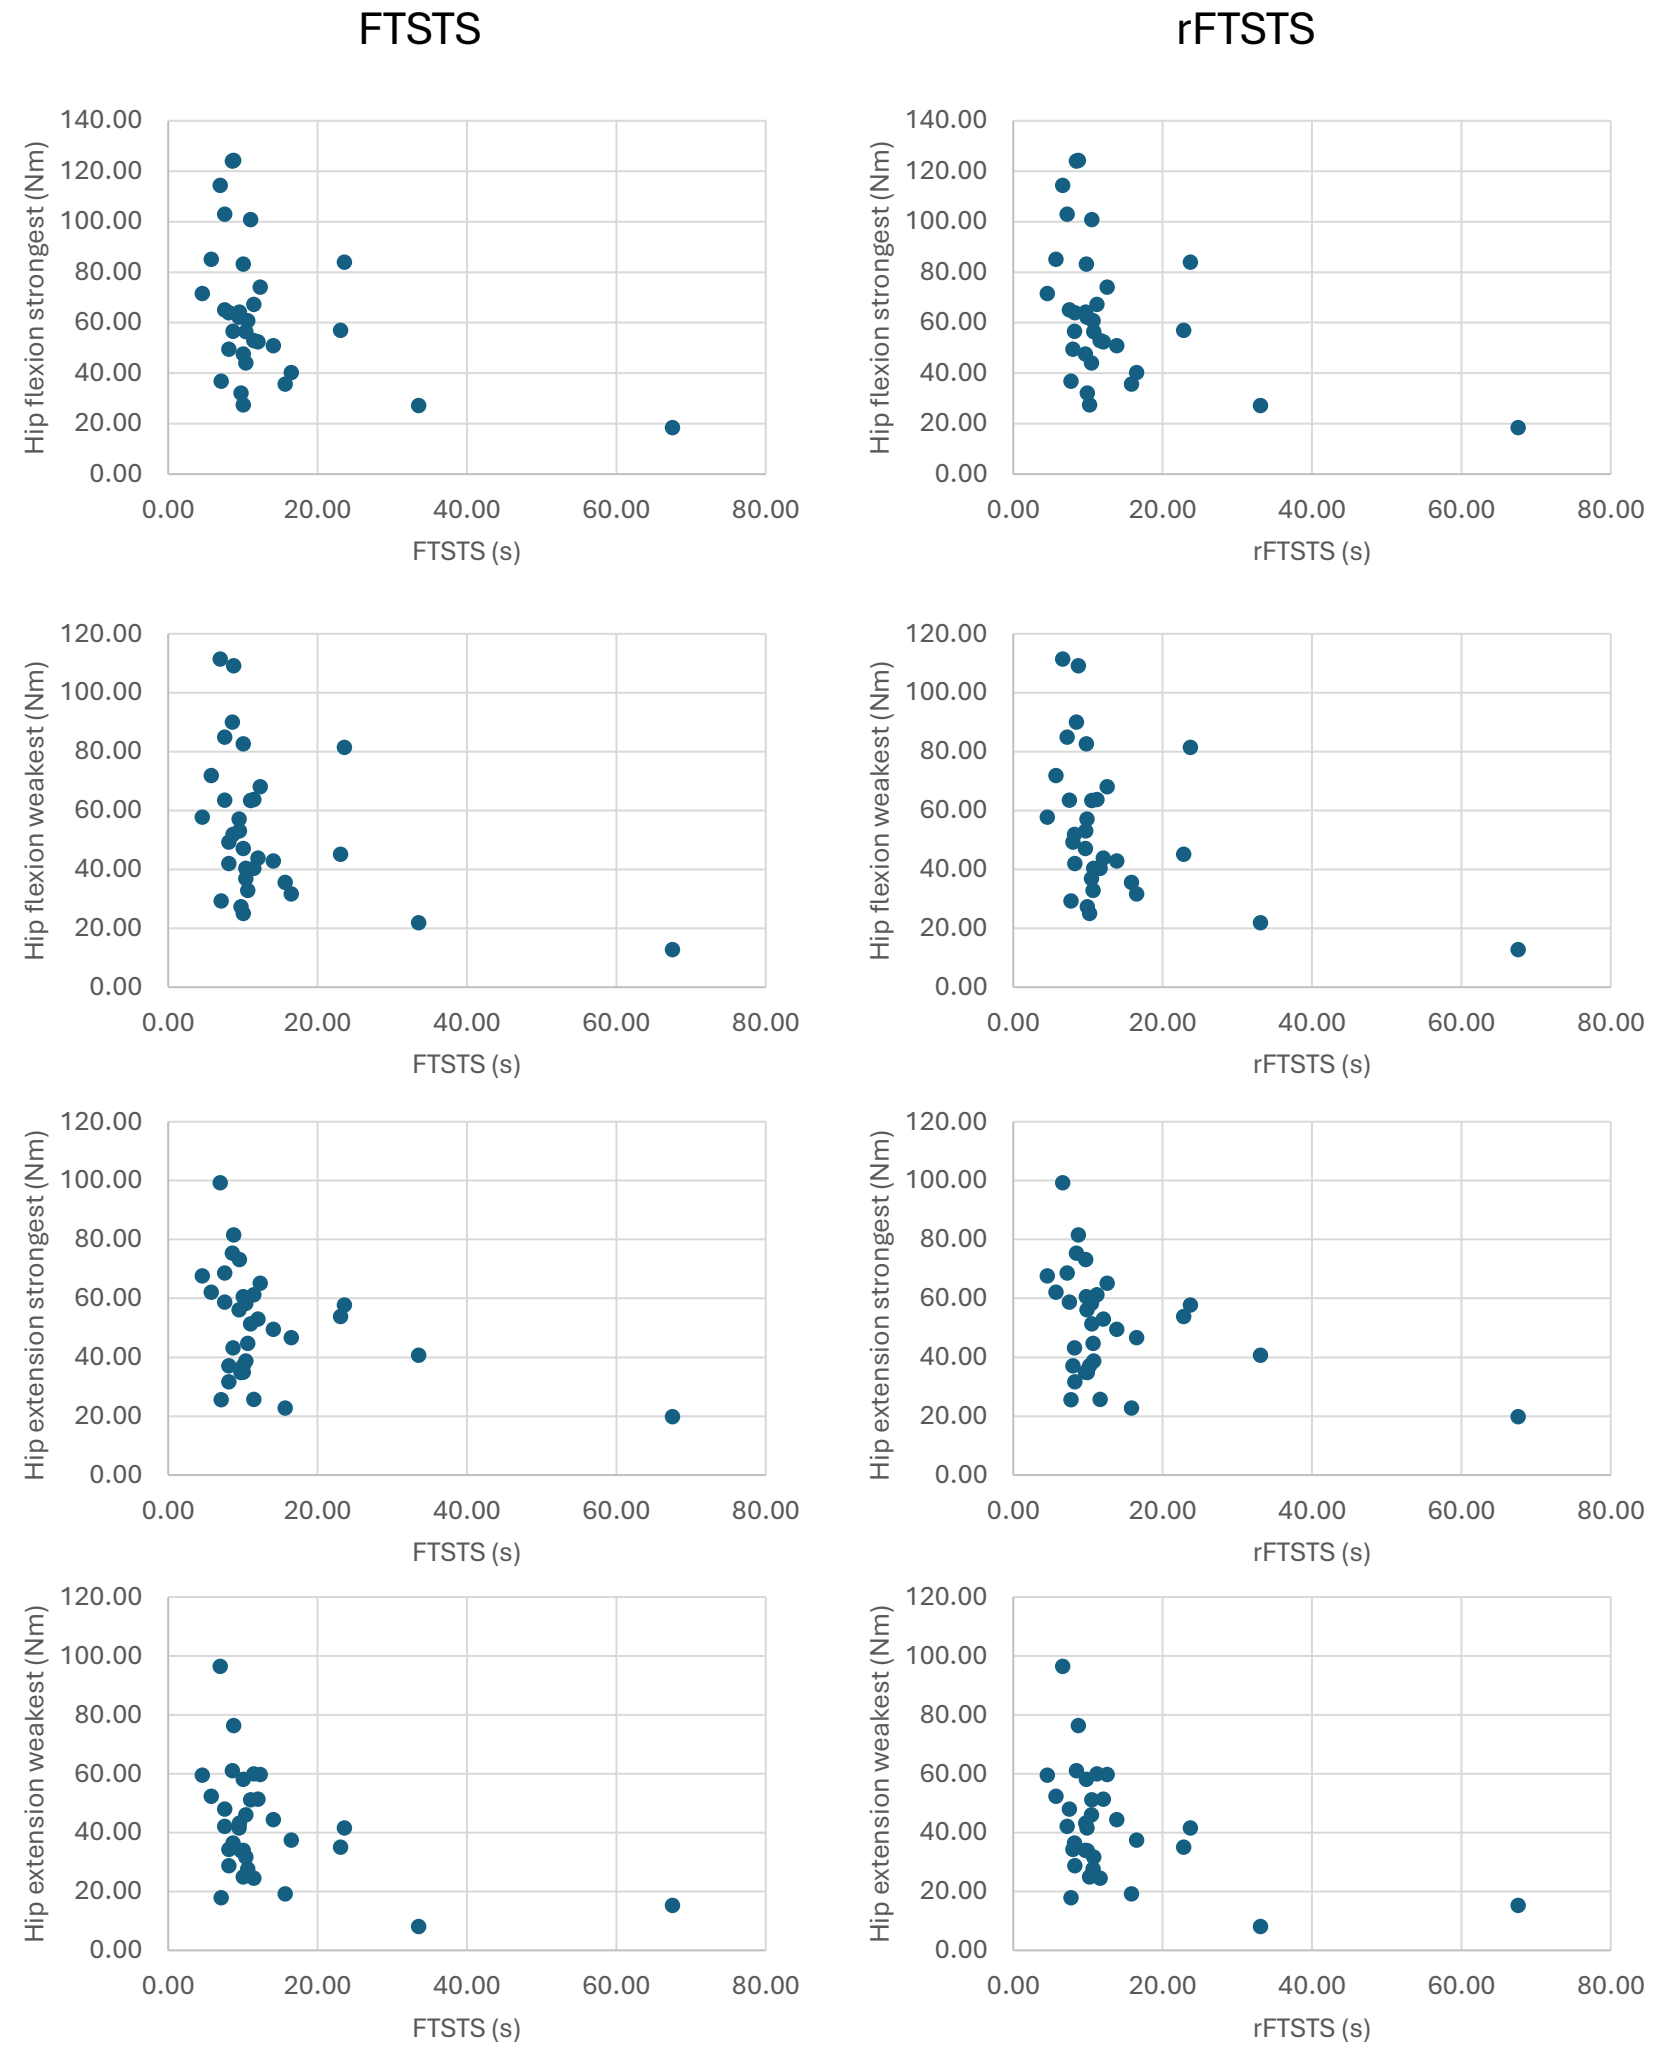 FTSTS
rFTSTS
Hip flexion strongest (Nm)
140.00
120.00
100.00
80.00
60.00
40.00
20.00
0.00
0.00 20.00 40.00 60.00 80.00
FTSTS (s)
Hip flexion strongest (Nm)
140.00
120.00
100.00
80.00
60.00
40.00
20.00
0.00
0.00 20.00 40.00 60.00 80.00
rFTSTS (s)
Hip flexion weakest (Nm)
120.00
100.00
80.00
60.00
40.00
20.00
0.00
0.00 20.00 40.00 60.00 80.00
FTSTS (s)
Hip flexion weakest (Nm)
120.00
100.00
80.00
60.00
40.00
20.00
0.00
0.00 20.00 40.00 60.00 80.00
rFTSTS (s)
Hip extension strongest (Nm)
120.00
100.00
80.00
60.00
40.00
20.00
0.00
0.00 20.00 40.00 60.00 80.00
FTSTS (s)
Hip extension strongest (Nm)
120.00
100.00
80.00
60.00
40.00
20.00
0.00
0.00 20.00 40.00 60.00 80.00
rFTSTS (s)
Hip extension weakest (Nm)
120.00
100.00
80.00
60.00
40.00
20.00
0.00
0.00 20.00 40.00 60.00 80.00
FTSTS (s)
Hip extension weakest (Nm)
120.00
100.00
80.00
60.00
40.00
20.00
0.00
0.00 20.00 40.00 60.00 80.00
rFTSTS (s)